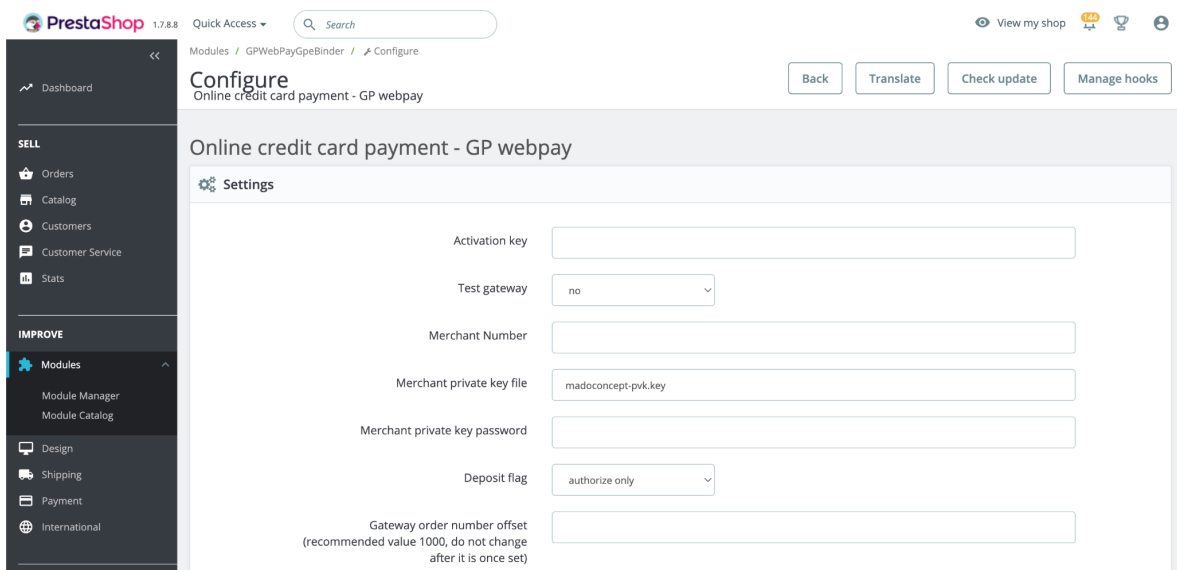 PrestaShop 1.7.8.8 Quick Access Search View my shop 144
Modules / GPWebPayGpeBinder / Configure
Configure
Online credit card payment - GP webpay
Back Translate Check update Manage hooks
<<
Dashboard
SELL
Orders
Catalog
Customers
Customer Service
Stats
IMPROVE
Modules
Module Manager
Module Catalog
Design
Shipping
Payment
International
Online credit card payment - GP webpay
Settings
Activation key
Test gateway no
Merchant Number
Merchant private key file madoconcept-pvk.key
Merchant private key password
Deposit flag authorize only
Gateway order number offset
(recommended value 1000, do not change
after it is once set)